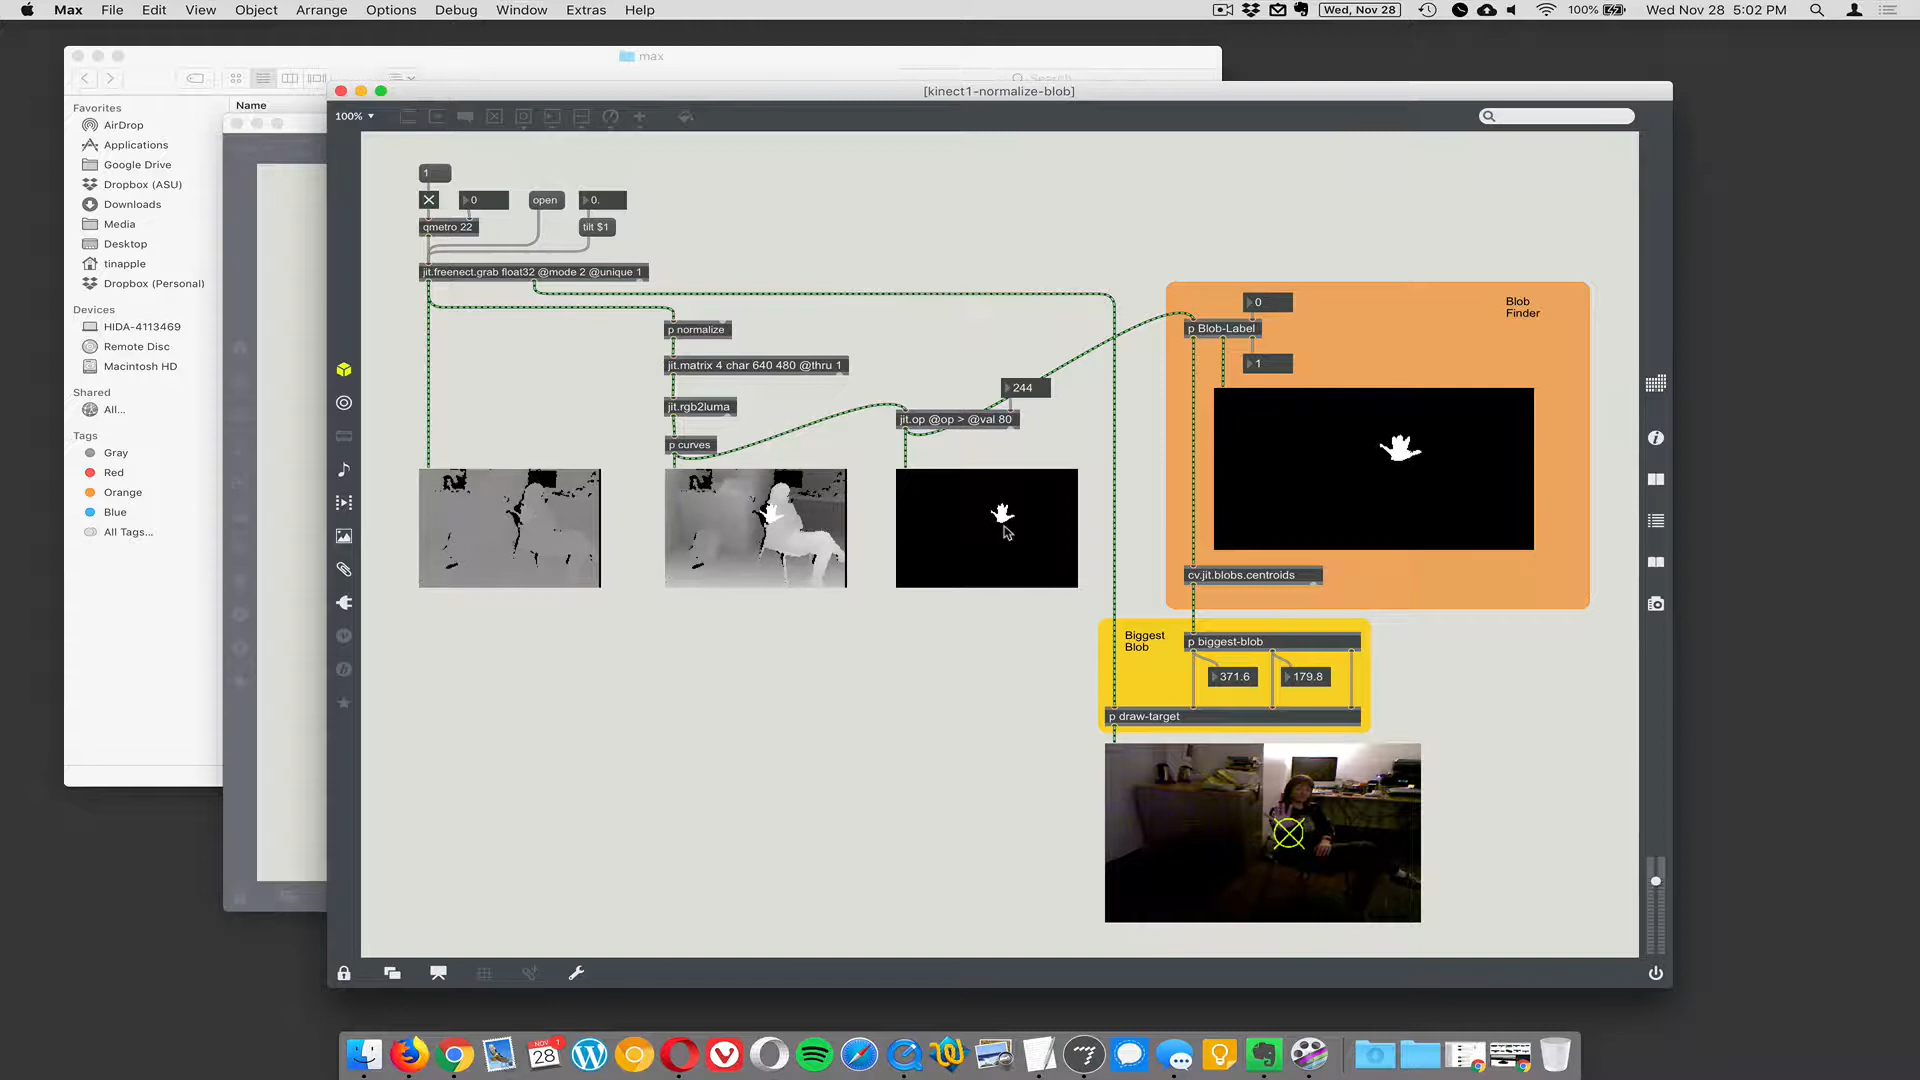 Max File Edit View Object Arrange Options Debug Window Extras Help
Wed, Nov 28 100% Wed Nov 28 5:02 PM
max
Search
Favorites
AirDrop
Applications
Google Drive
Dropbox (ASU)
Downloads
Media
Desktop
tinapple
Dropbox (Personal)
Devices
HIDA-4113469
Remote Disc
Macintosh HD
Shared
All...
Tags
Gray
Red
Orange
Blue
All Tags...
Name
[kinect1-normalize-blob]
100%
1
0
open
0.
qmetro 22
tilt $1
jit.freenect.grab float32 @mode 2 @unique 1
p normalize
jit.matrix 4 char 640 480 @thru 1
jit.rgb2luma
p curves
244
jit.op @op > @val 80
0
Blob
Finder
p Blob-Label
1
cv.jit.blobs.centroids
Biggest
Blob
p biggest-blob
371.6
179.8
p draw-target
NOV
28
1